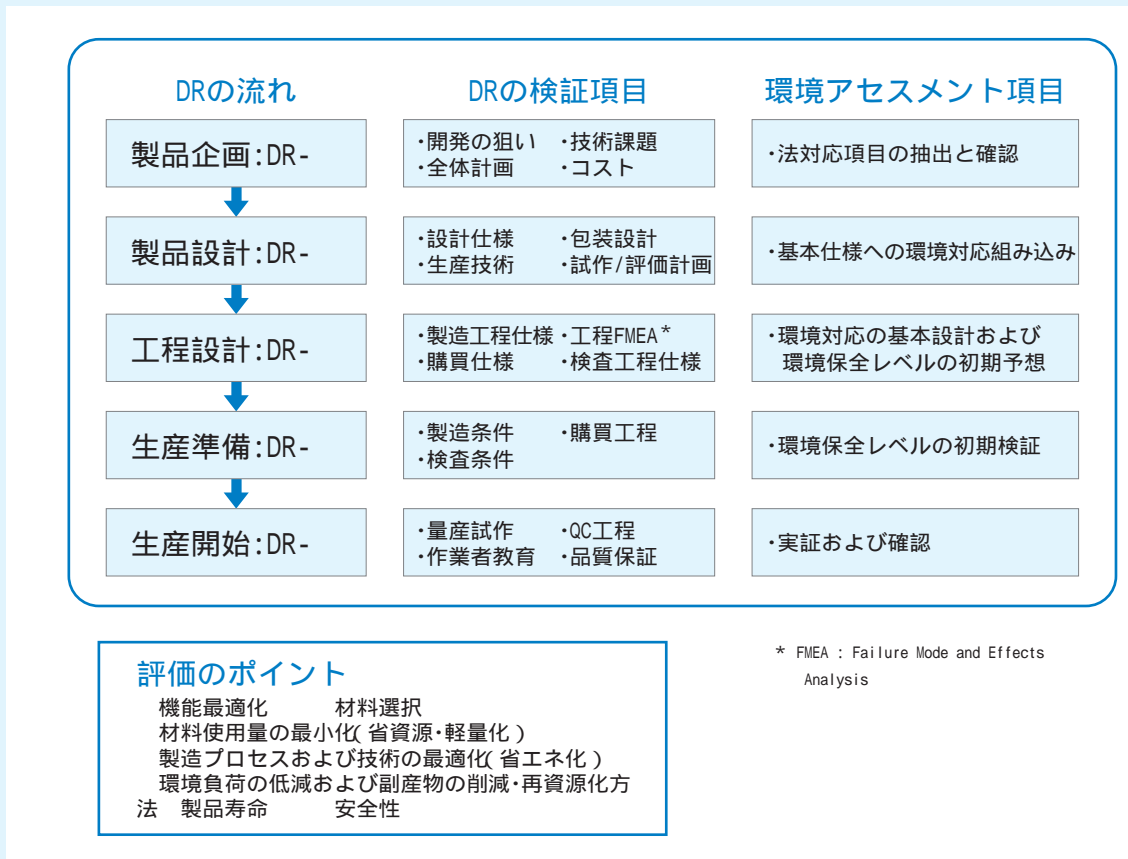 DRの流れ
DRの検証項目
環境アセスメント項目
製品企画:DR-
・開発の狙い ・技術課題
・全体計画 ・コスト
・法対応項目の抽出と確認
製品設計:DR-
・設計仕様 ・包装設計
・生産技術 ・試作/評価計画
・基本仕様への環境対応組み込み
工程設計:DR-
・製造工程仕様 ・工程FMEA*
・購買仕様 ・検査工程仕様
・環境対応の基本設計および
環境保全レベルの初期予想
生産準備:DR-
・製造条件 ・購買工程
・検査条件
・環境保全レベルの初期検証
生産開始:DR-
・量産試作 ・QC工程
・作業者教育 ・品質保証
・実証および確認
* FMEA : Failure Mode and Effects
Analysis
評価のポイント
機能最適化 材料選択
材料使用量の最小化(省資源・軽量化)
製造プロセスおよび技術の最適化(省エネ化)
環境負荷の低減および副産物の削減・再資源化方
法 製品寿命 安全性